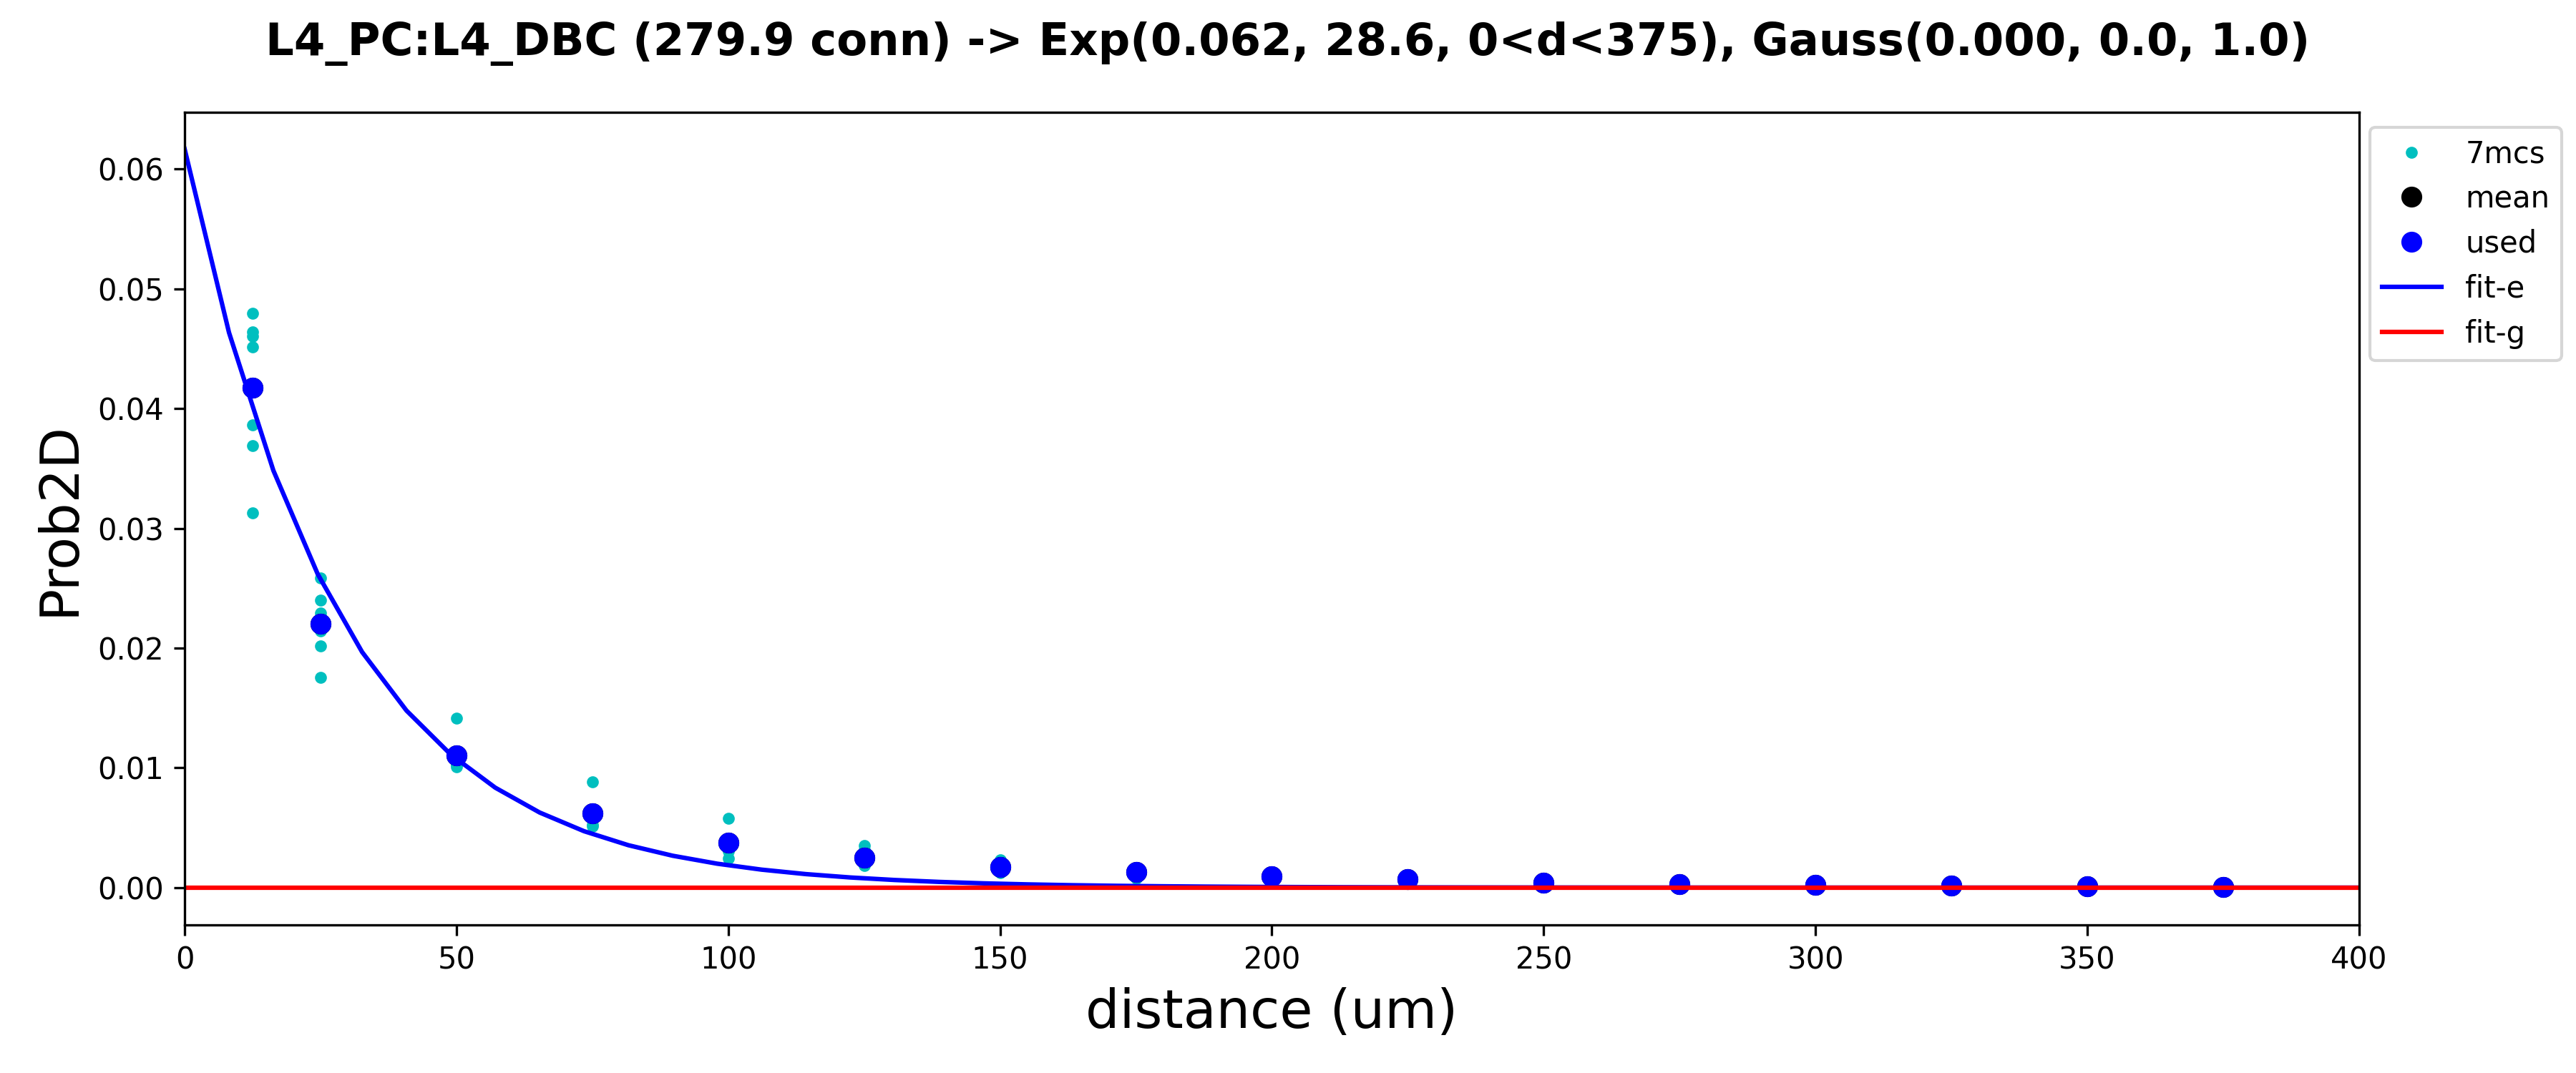 L4_PC:L4_DBC (279.9 conn) -> Exp(0.062, 28.6, 0<d<375), Gauss(0.000, 0.0, 1.0)
7mcs
mean
used
fit-e
fit-g
Prob2D
0.06
0.05
0.04
0.03
0.02
0.01
0.00
0 50 100 150 200 250 300 350 400
distance (um)